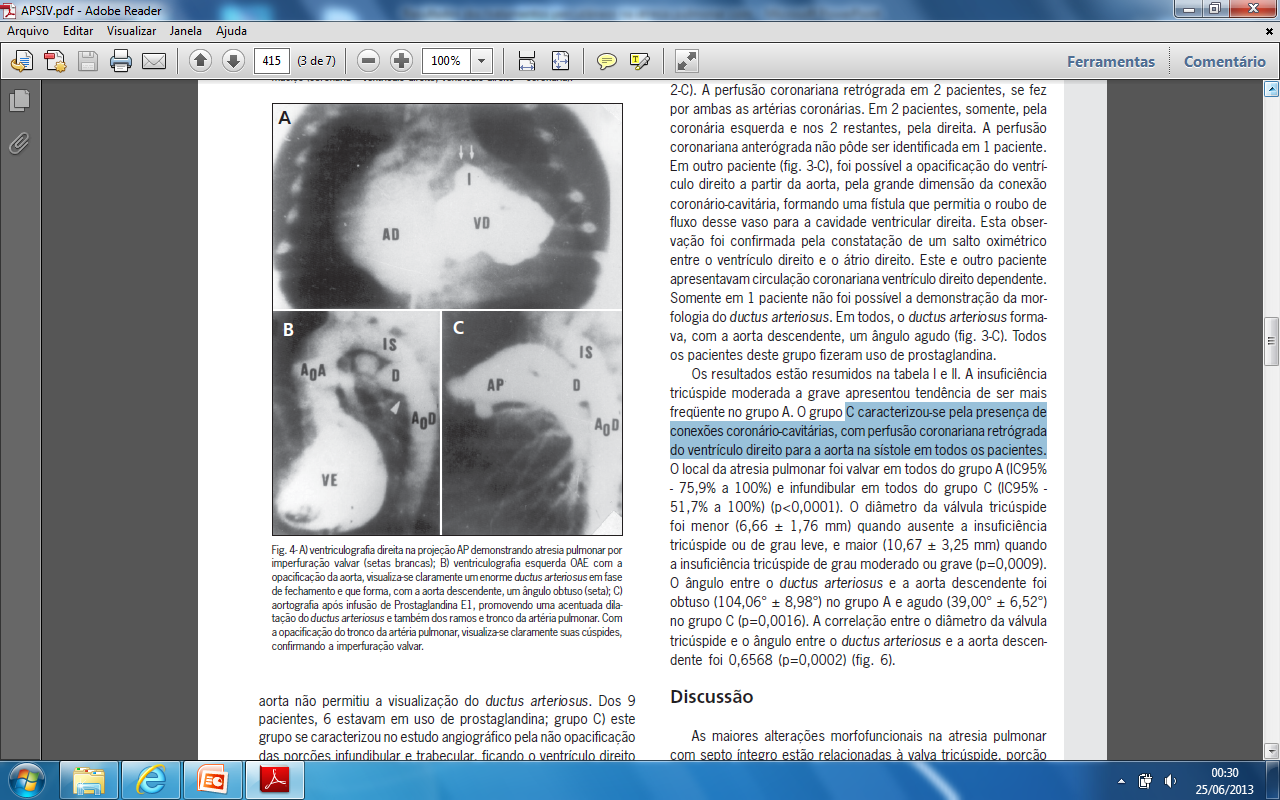 APSIV.pdf - Adobe Reader
Arquivo Editar Visualizar Janela Ajuda
415 (3 de 7) 100% Ferramentas Comentário
A
I
AD
VD
B
IS
AoA
D
AoD
VE
C
IS
AP
D
AoD
Fig. 4- A) ventriculografia direita na projeção AP demonstrando atresia pulmonar por
imperfuração valvar (setas brancas); B) ventriculografia esquerda OAE com a
opacificação da aorta, visualiza-se claramente um enorme ductus arteriosus em fase
de fechamento e que forma, com a aorta descendente, um ângulo obtuso (seta); C)
aortografia após infusão de Prostaglandina E1, promovendo uma acentuada dila-
tação do ductus arteriosus e também dos ramos e tronco da artéria pulmonar. Com
a opacificação do tronco da artéria pulmonar, visualiza-se claramente suas cúspides,
confirmando a imperfuração valvar.
aorta não permitiu a visualização do ductus arteriosus. Dos 9
pacientes, 6 estavam em uso de prostaglandina; grupo C) este
grupo se caracterizou no estudo angiográfico pela não opacificação
das porções infundibular e trabecular, ficando o ventrículo direito
2-C). A perfusão coronariana retrógrada em 2 pacientes, se fez
por ambas as artérias coronárias. Em 2 pacientes, somente, pela
coronária esquerda e nos 2 restantes, pela direita. A perfusão
coronariana anterógrada não pôde ser identificada em 1 paciente.
Em outro paciente (fig. 3-C), foi possível a opacificação do ventrí-
culo direito a partir da aorta, pela grande dimensão da conexão
coronário-cavitária, formando uma fístula que permitia o roubo de
fluxo desse vaso para a cavidade ventricular direita. Esta obser-
vação foi confirmada pela constatação de um salto oximétrico
entre o ventrículo direito e o átrio direito. Este e outro paciente
apresentavam circulação coronariana ventrículo direito dependente.
Somente em 1 paciente não foi possível a demonstração da mor-
fologia do ductus arteriosus. Em todos, o ductus arteriosus forma-
va, com a aorta descendente, um ângulo agudo (fig. 3-C). Todos
os pacientes deste grupo fizeram uso de prostaglandina.
Os resultados estão resumidos na tabela I e II. A insuficiência
tricúspide moderada a grave apresentou tendência de ser mais
freqüente no grupo A. O grupo C caracterizou-se pela presença de
conexões coronário-cavitárias, com perfusão coronariana retrógrada
do ventrículo direito para a aorta na sístole em todos os pacientes.
O local da atresia pulmonar foi valvar em todos do grupo A (IC95%
- 75,9% a 100%) e infundibular em todos do grupo C (IC95% -
51,7% a 100%) (p<0,0001). O diâmetro da válvula tricúspide
foi menor (6,66 ± 1,76 mm) quando ausente a insuficiência
tricúspide ou de grau leve, e maior (10,67 ± 3,25 mm) quando
a insuficiência tricúspide de grau moderado ou grave (p=0,0009).
O ângulo entre o ductus arteriosus e a aorta descendente foi
obtuso (104,06° ± 8,98°) no grupo A e agudo (39,00° ± 6,52°)
no grupo C (p=0,0016). A correlação entre o diâmetro da válvula
tricúspide e o ângulo entre o ductus arteriosus e a aorta descen-
dente foi 0,6568 (p=0,0002) (fig. 6).
Discussão
As maiores alterações morfofuncionais na atresia pulmonar
com septo íntegro estão relacionadas à valva tricúspide, porção
00:30
25/06/2013